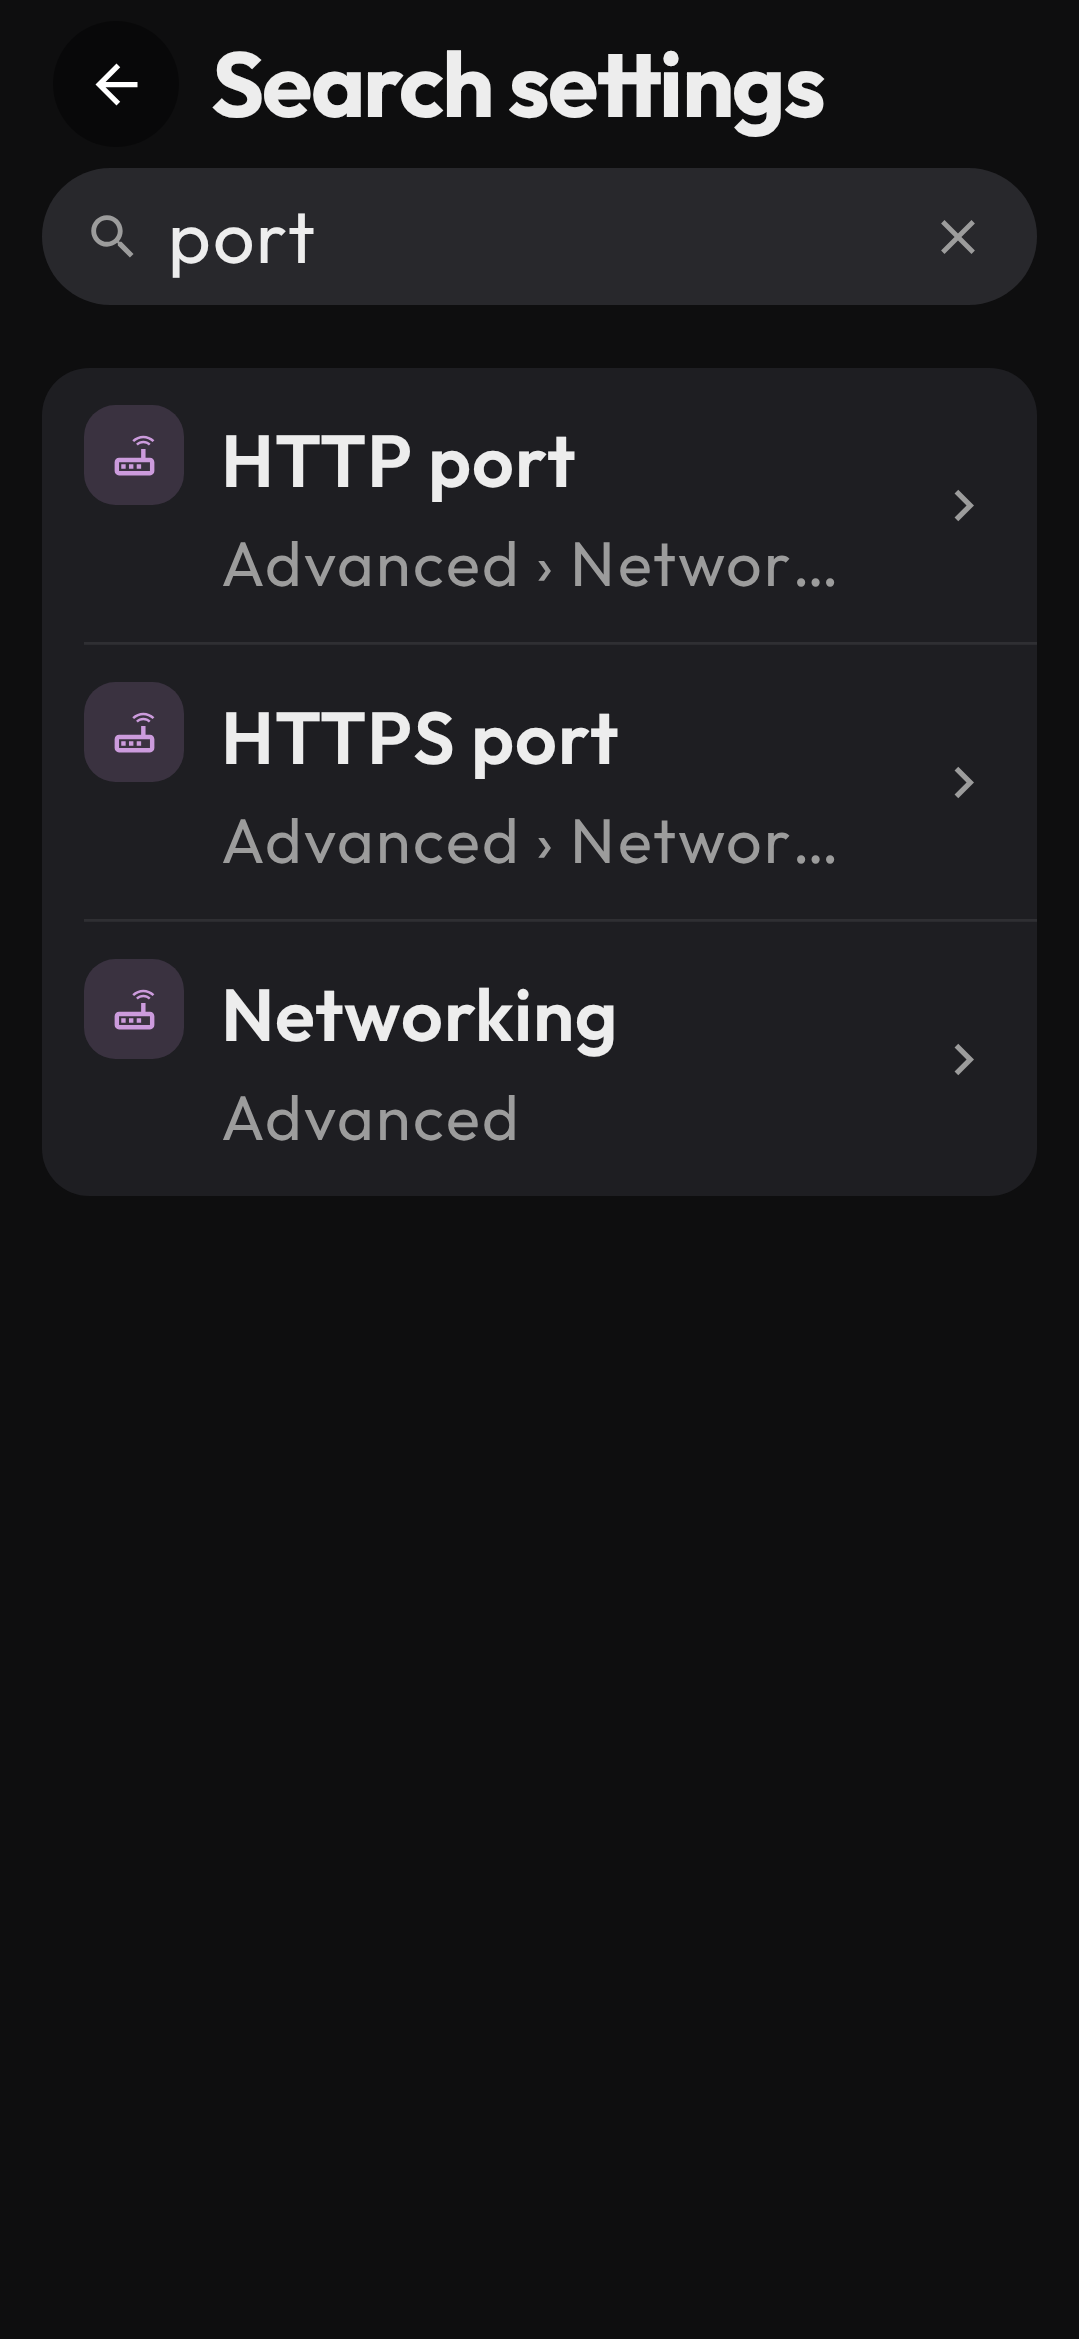 Search settings
port
HTTP port
Advanced › Networ…
HTTPS port
Advanced › Networ…
Networking
Advanced